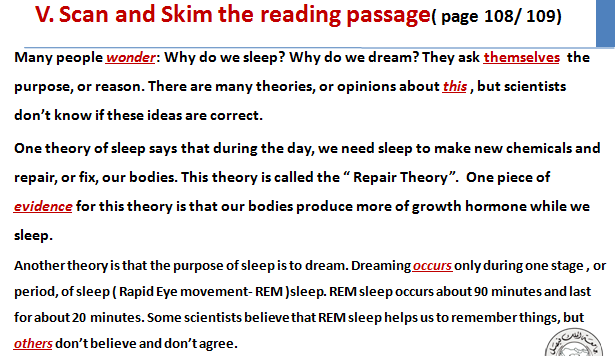 V. Scan and Skim the reading passage( page 108/ 109)
Many people wonder: Why do we sleep? Why do we dream? They ask themselves the
purpose, or reason. There are many theories, or opinions about this , but scientists
don't know if these ideas are correct.
One theory of sleep says that during the day, we need sleep to make new chemicals and
repair, or fix, our bodies. This theory is called the " Repair Theory". One piece of
evidence for this theory is that our bodies produce more of growth hormone while we
sleep.
Another theory is that the purpose of sleep is to dream. Dreaming occurs only during one stage , or
period, of sleep ( Rapid Eye movement- REM )sleep. REM sleep occurs about 90 minutes and last
for about 20 minutes. Some scientists believe that REM sleep helps us to remember things, but
others don't believe and don't agree.